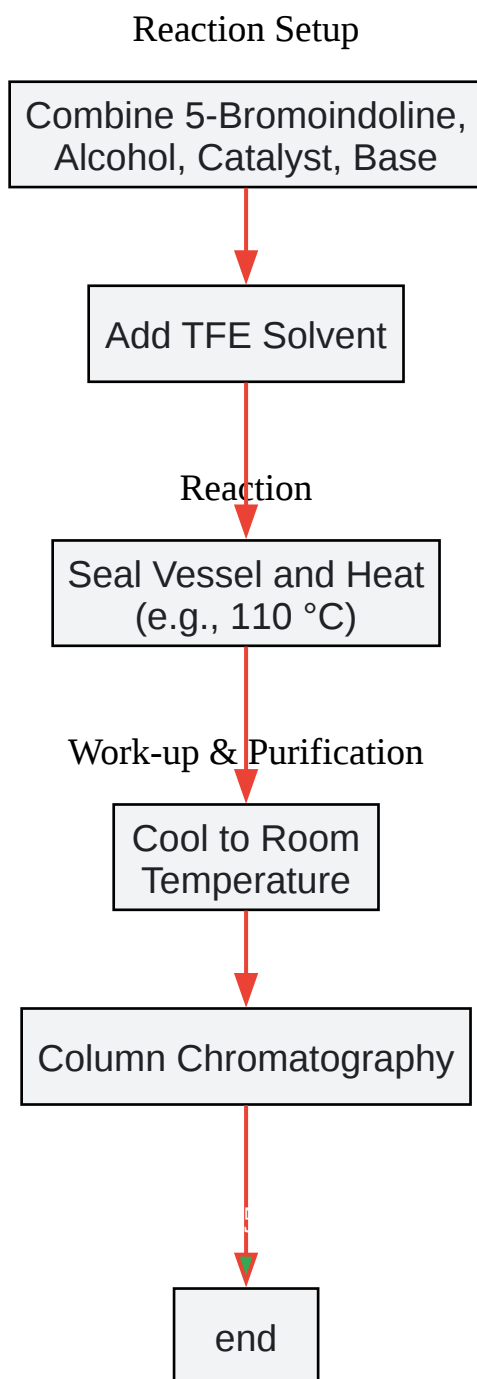 Reaction Setup
Combine 5-Bromoindoline,
Alcohol, Catalyst, Base
Add TFE Solvent
Reaction
Seal Vessel and Heat
(e.g., 110 °C)
Work-up & Purification
Cool to Room
Temperature
Column Chromatography
end